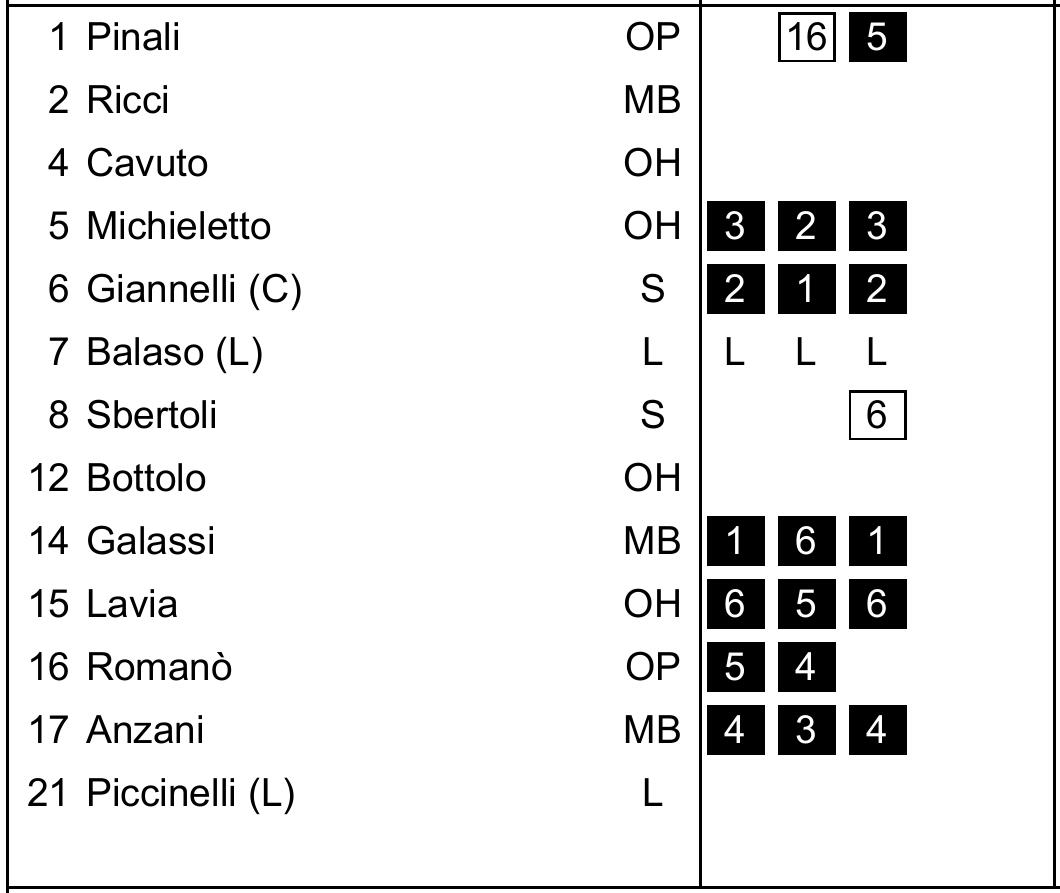 1 Pinali OP 16 5
2 Ricci MB
4 Cavuto OH
5 Michieletto OH 3 2 3
6 Giannelli (C) S 2 1 2
7 Balaso (L) L L L L
8 Sbertoli S 6
12 Bottolo OH
14 Galassi MB 1 6 1
15 Lavia OH 6 5 6
16 Romanò OP 5 4
17 Anzani MB 4 3 4
21 Piccinelli (L) L